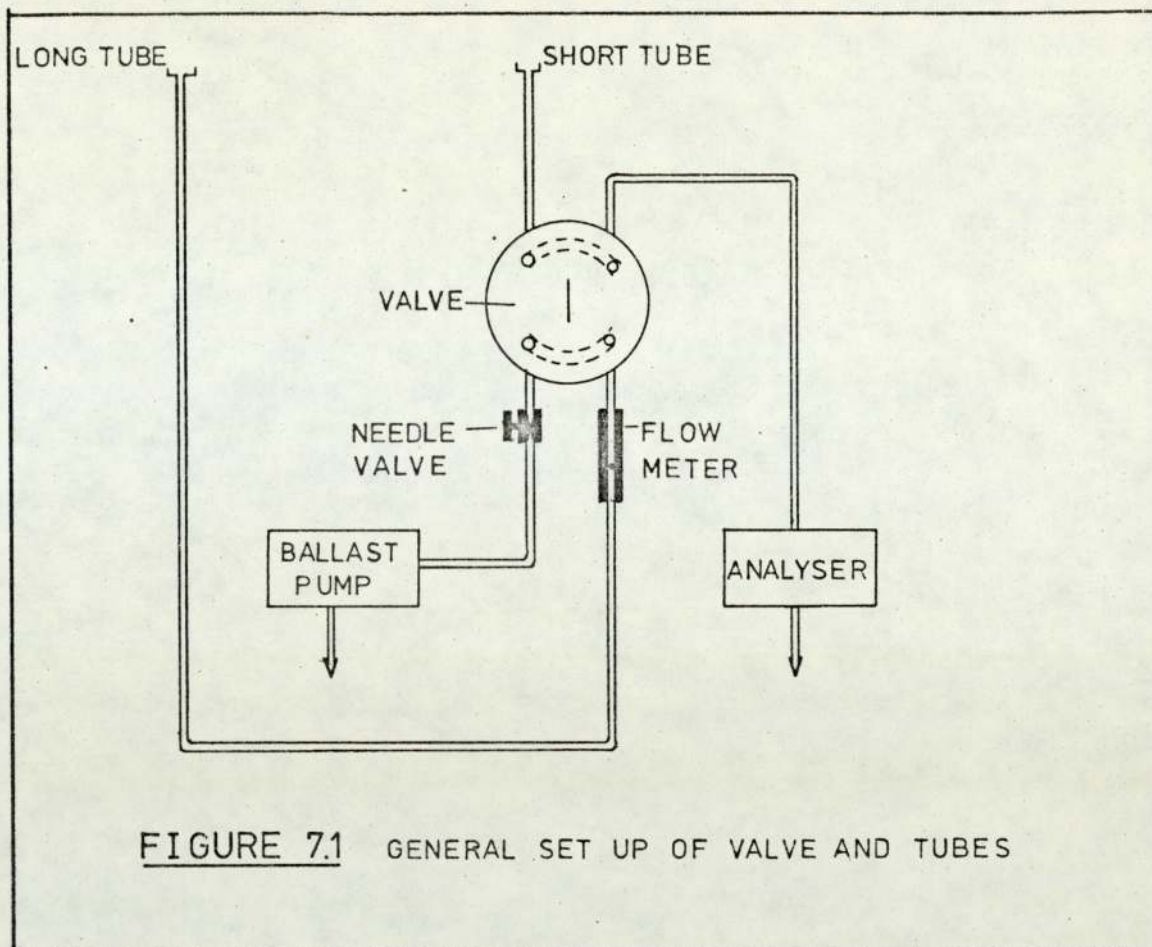 LONG TUBE
SHORT TUBE
VALVE
NEEDLE
VALVE
FLOW
METER
BALLAST
PUMP
ANALYSER
FIGURE 7.1 GENERAL SET UP OF VALVE AND TUBES